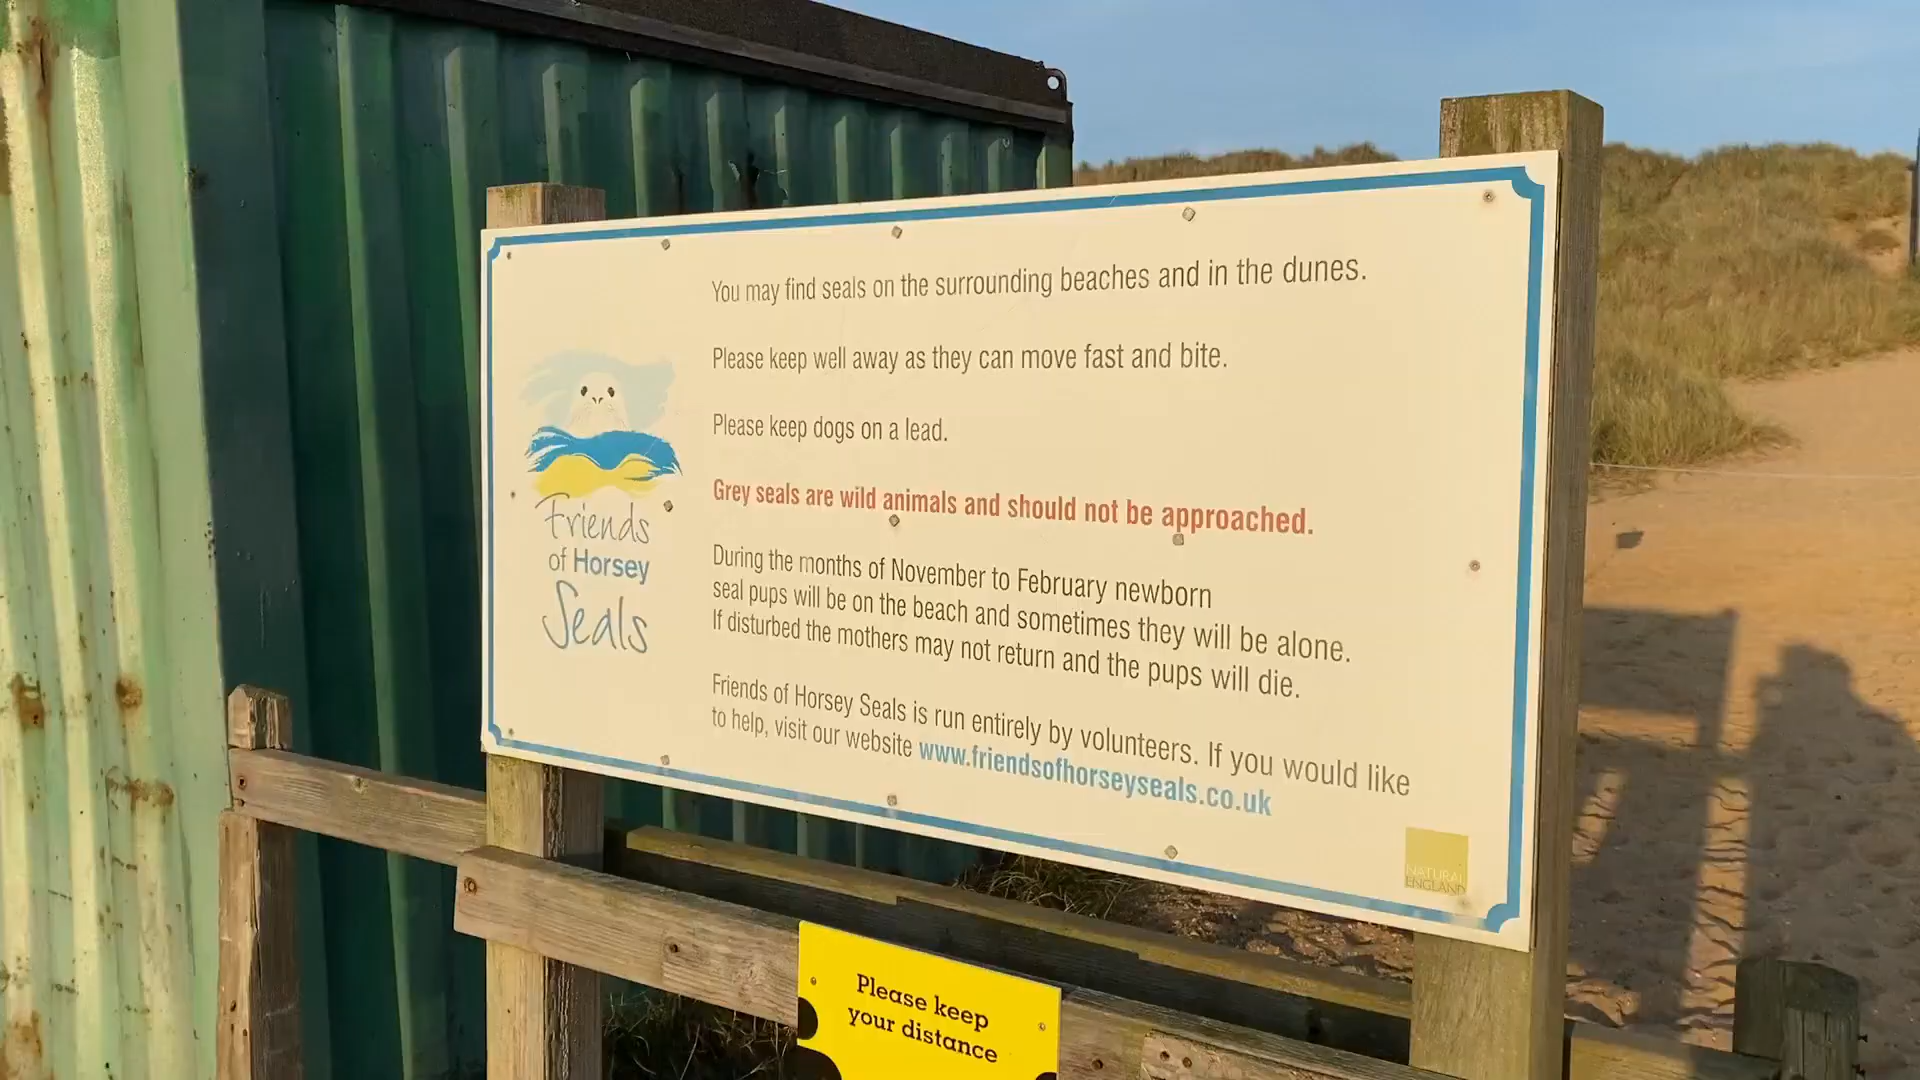 You may find seals on the surrounding beaches and in the dunes.
Please keep well away as they can move fast and bite.
Please keep dogs on a lead.
Grey seals are wild animals and should not be approached.
During the months of November to February newborn
seal pups will be on the beach and sometimes they will be alone.
If disturbed the mothers may not return and the pups will die.
Friends of Horsey Seals is run entirely by volunteers. If you would like
to help, visit our website www.friendsofhorseyseals.co.uk
Friends
of Horsey
Seals
NATURAL
ENGLAND
Please keep
your distance